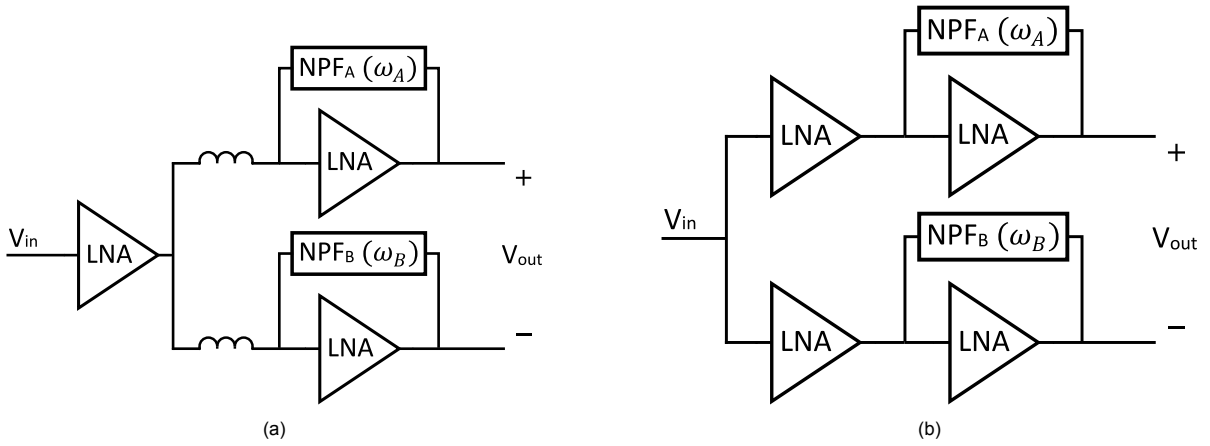 NPFA (ωA)
LNA
+
Vin
LNA
NPFB (ωB)
Vout
LNA
−
(a)
NPFA (ωA)
LNA
LNA
+
Vin
NPFB (ωB)
Vout
LNA
LNA
−
(b)